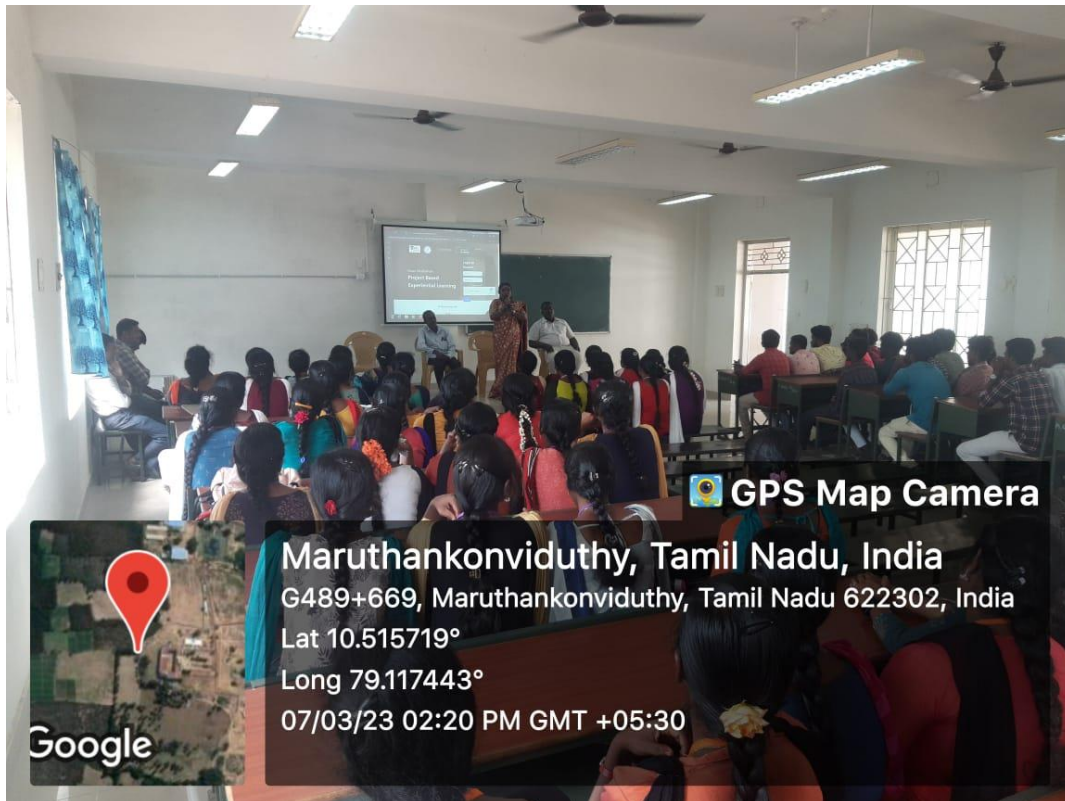 Project Based
Experiential Learning
GPS Map Camera
Maruthankonviduthy, Tamil Nadu, India
G489+669, Maruthankonviduthy, Tamil Nadu 622302, India
Lat 10.515719°
Long 79.117443°
07/03/23 02:20 PM GMT +05:30
Google